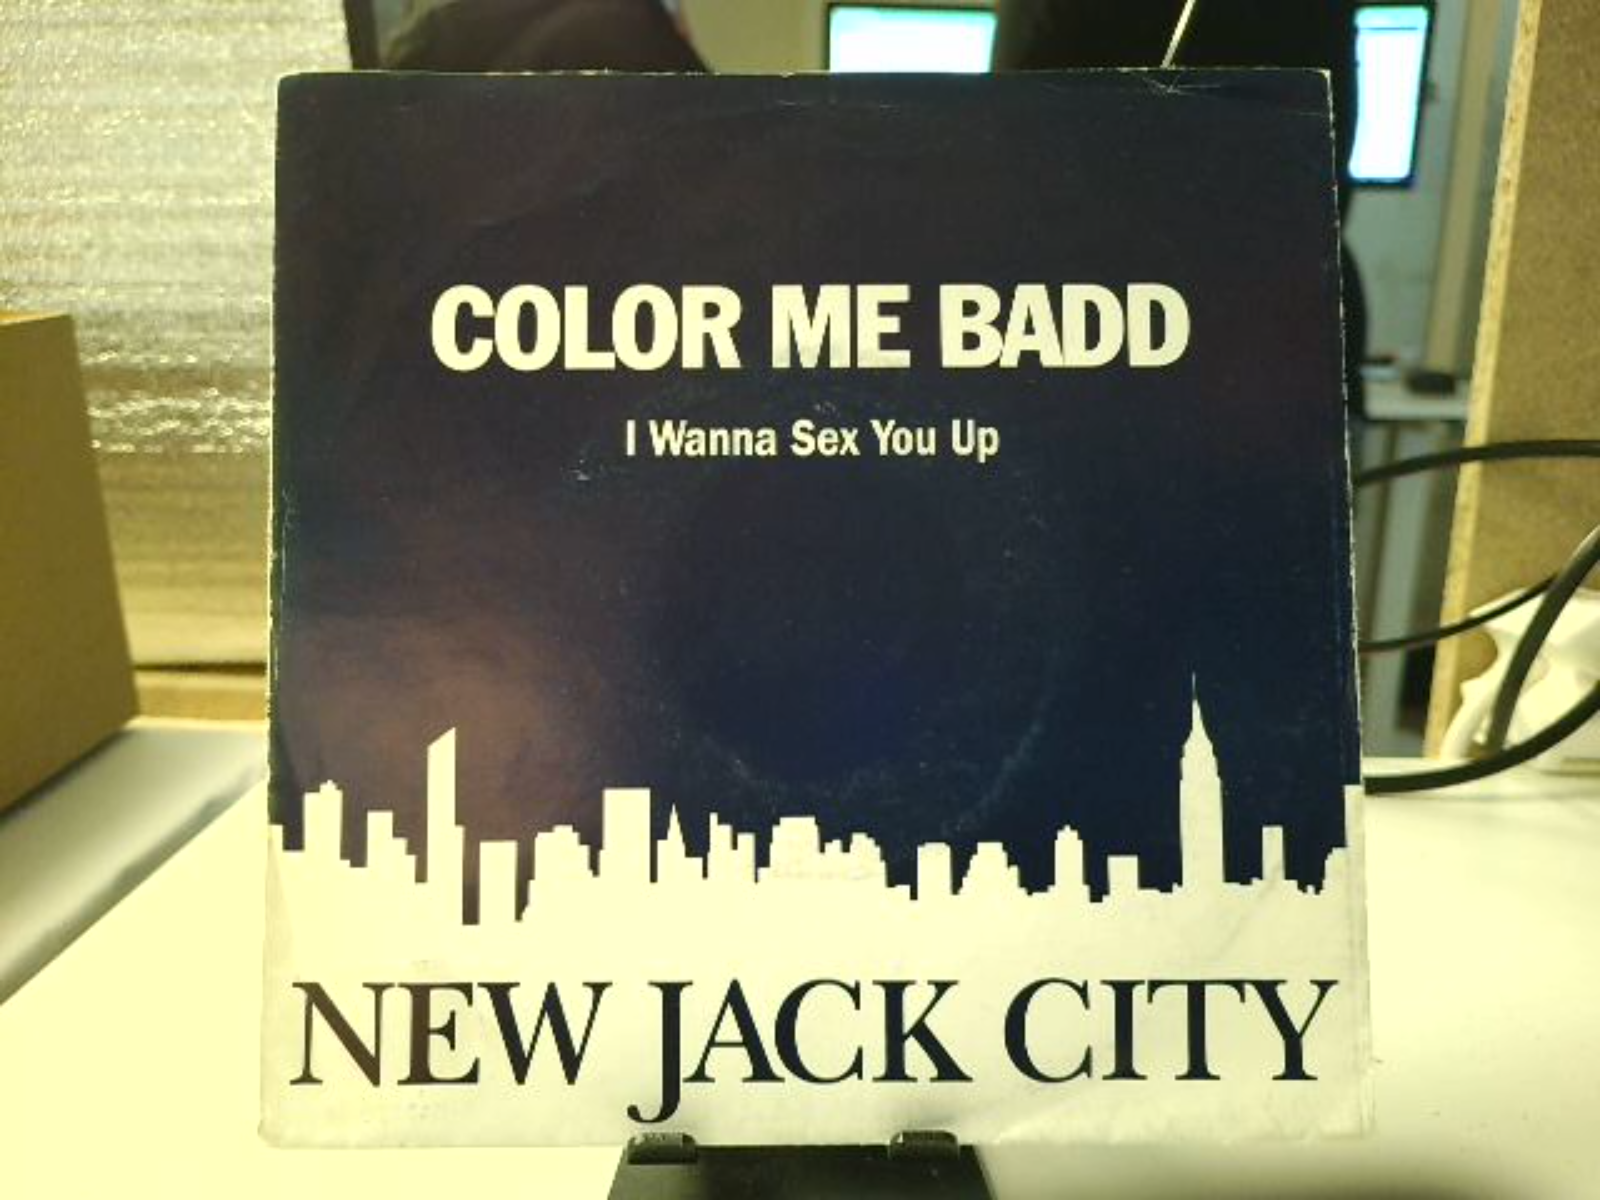 COLOR ME BADD
I Wanna Sex You Up
NEW JACK CITY